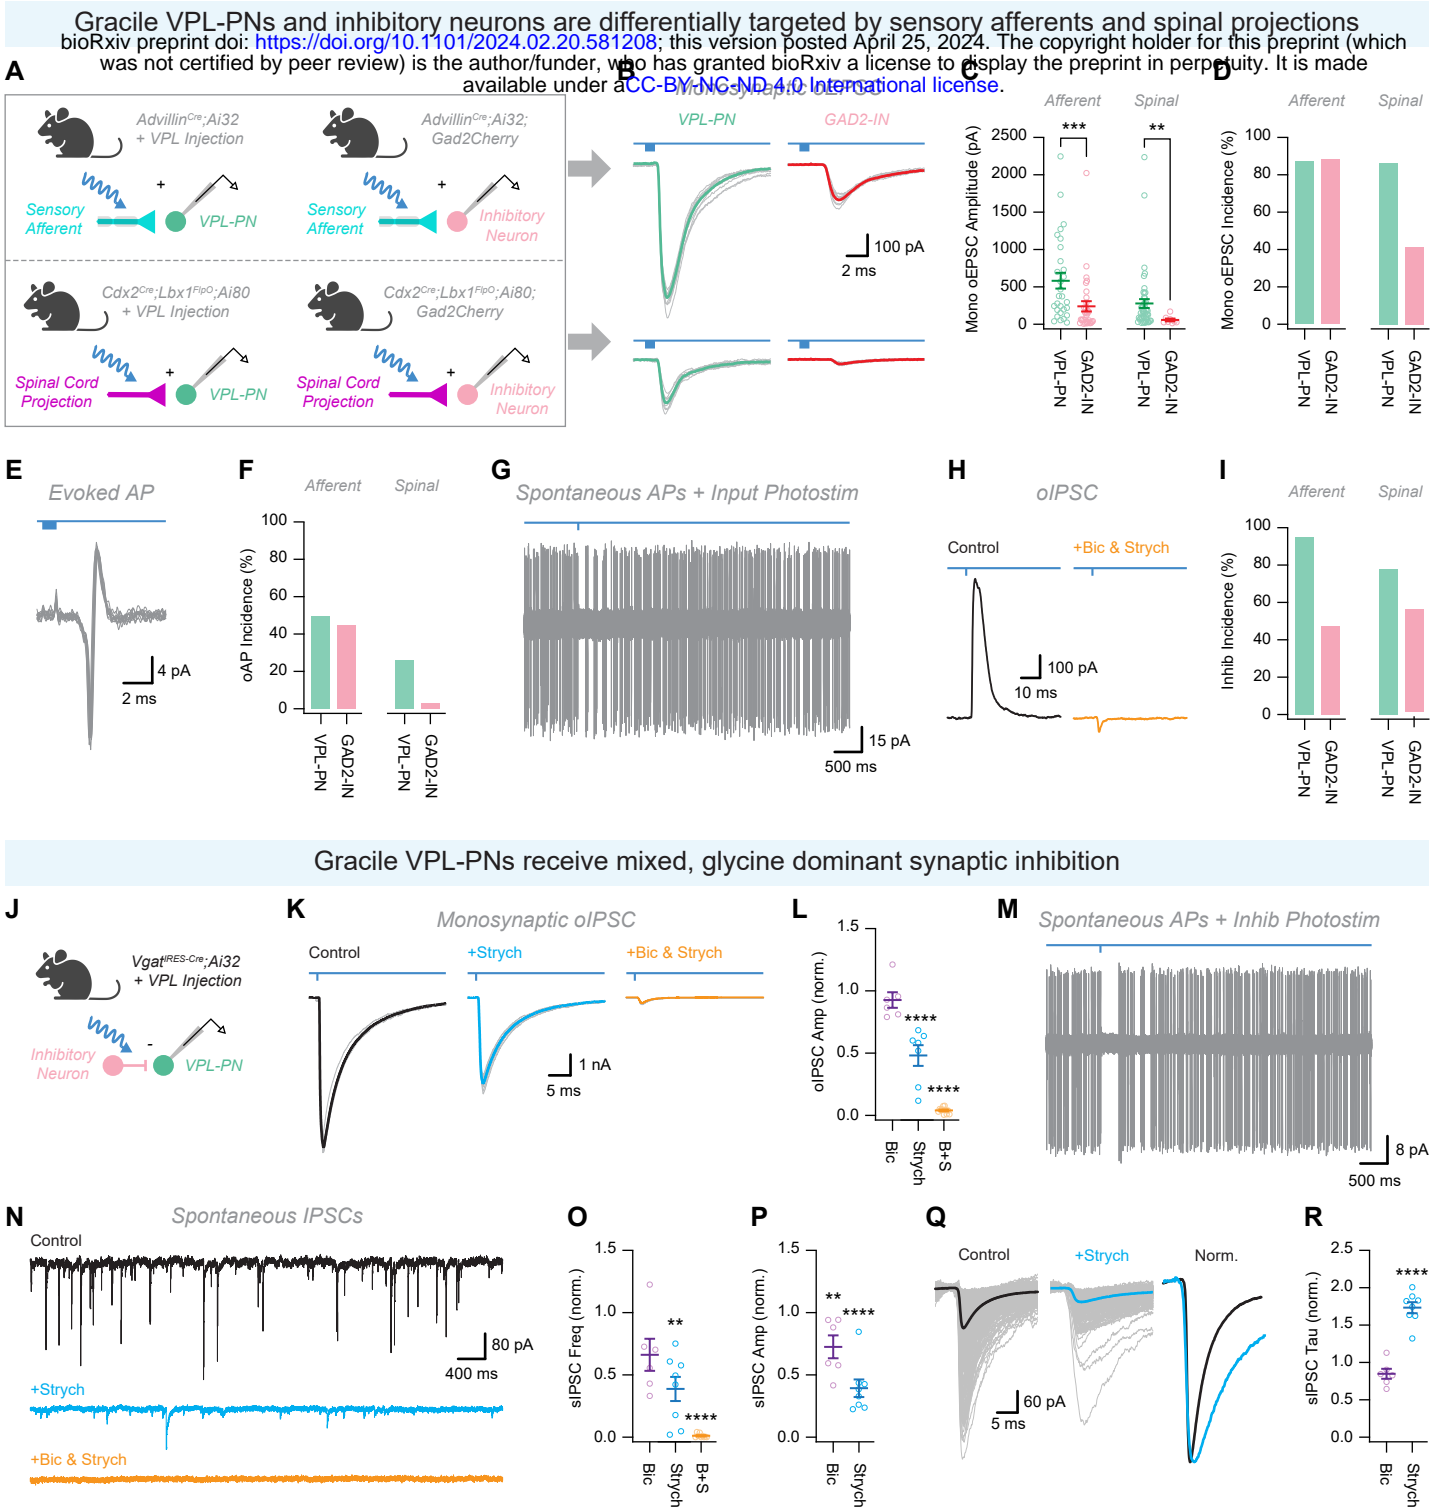 Gracile VPL-PNs and inhibitory neurons are differentially targeted by sensory afferents and spinal projections
bioRxiv preprint doi: https://doi.org/10.1101/2024.02.20.581208; this version posted April 25, 2024. The copyright holder for this preprint (which
was not certified by peer review) is the author/funder, who has granted bioRxiv a license to display the preprint in perpetuity. It is made
available under aCC-BY-NC-ND 4.0 International license.
A
AdvillinCre;Ai32
+ VPL Injection
Sensory
Afferent
+
VPL-PN
AdvillinCre;Ai32;
Gad2Cherry
Sensory
Afferent
+
Inhibitory
Neuron
Cdx2Cre;Lbx1FlpO;Ai80
+ VPL Injection
Spinal Cord
Projection
+
VPL-PN
Cdx2Cre;Lbx1FlpO;Ai80;
Gad2Cherry
Spinal Cord
Projection
+
Inhibitory
Neuron
B
Monosynaptic oEPSC
VPL-PN
GAD2-IN
100 pA
2 ms
C
Afferent
Spinal
Mono oEPSC Amplitude (pA)
2500
2000
1500
1000
500
0
***
**
VPL-PN
GAD2-IN
VPL-PN
GAD2-IN
D
Afferent
Spinal
Mono oEPSC Incidence (%)
100
80
60
40
20
0
VPL-PN
GAD2-IN
VPL-PN
GAD2-IN
E
Evoked AP
4 pA
2 ms
F
Afferent
Spinal
oAP Incidence (%)
100
80
60
40
20
0
VPL-PN
GAD2-IN
VPL-PN
GAD2-IN
G
Spontaneous APs + Input Photostim
15 pA
500 ms
H
oIPSC
Control
+Bic & Strych
100 pA
10 ms
I
Afferent
Spinal
Inhib Incidence (%)
100
80
60
40
20
0
VPL-PN
GAD2-IN
VPL-PN
GAD2-IN
Gracile VPL-PNs receive mixed, glycine dominant synaptic inhibition
J
VgatIRES-Cre;Ai32
+ VPL Injection
Inhibitory
Neuron
-
VPL-PN
K
Monosynaptic oIPSC
Control
+Strych
+Bic & Strych
1 nA
5 ms
L
oIPSC Amp (norm.)
1.5
1.0
0.5
0.0
****
****
Bic
Strych
B+S
M
Spontaneous APs + Inhib Photostim
8 pA
500 ms
N
Spontaneous IPSCs
Control
80 pA
400 ms
+Strych
+Bic & Strych
O
sIPSC Freq (norm.)
1.5
1.0
0.5
0.0
**
****
Bic
Strych
B+S
P
sIPSC Amp (norm.)
1.5
1.0
0.5
0.0
**
****
Bic
Strych
Q
Control
+Strych
Norm.
60 pA
5 ms
R
sIPSC Tau (norm.)
2.5
2.0
1.5
1.0
0.5
0.0
****
Bic
Strych